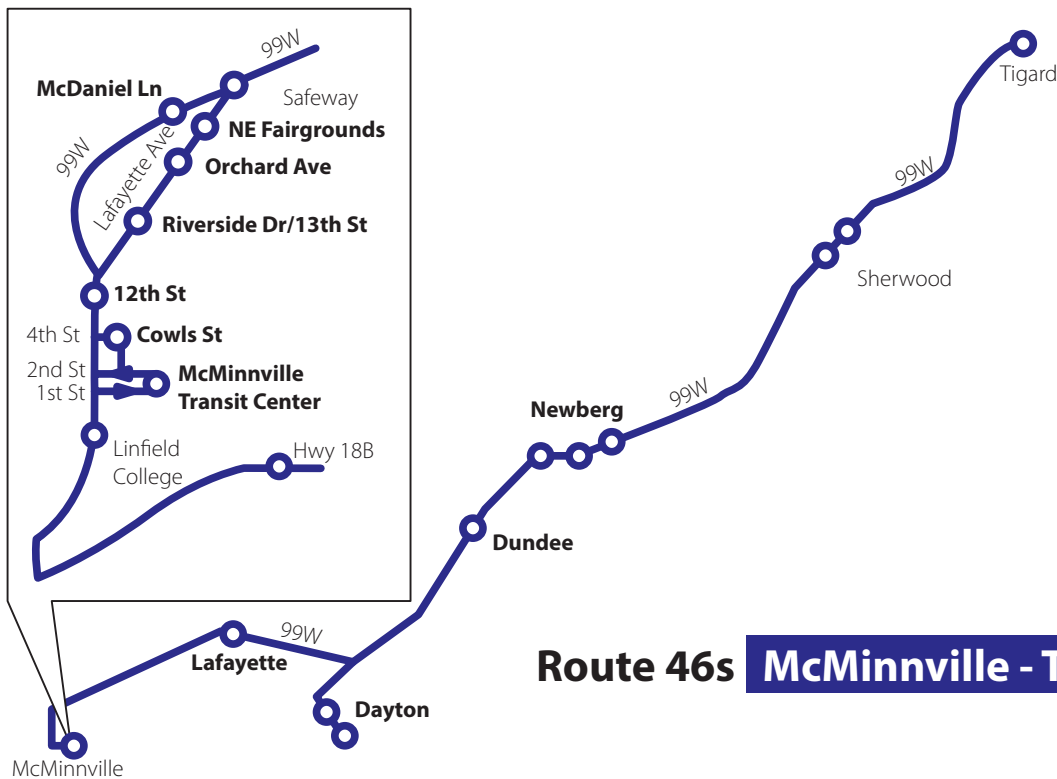 99W
McDaniel Ln
Safeway
NE Fairgrounds
Lafayette Ave
99W
Orchard Ave
Riverside Dr/13th St
12th St
4th St
Cowls St
2nd St
1st St
McMinnville
Transit Center
Linfield
College
Hwy 18B
Tigard
99W
Sherwood
99W
Newberg
Dundee
99W
Lafayette
Dayton
McMinnville
Route 46s McMinnville - T